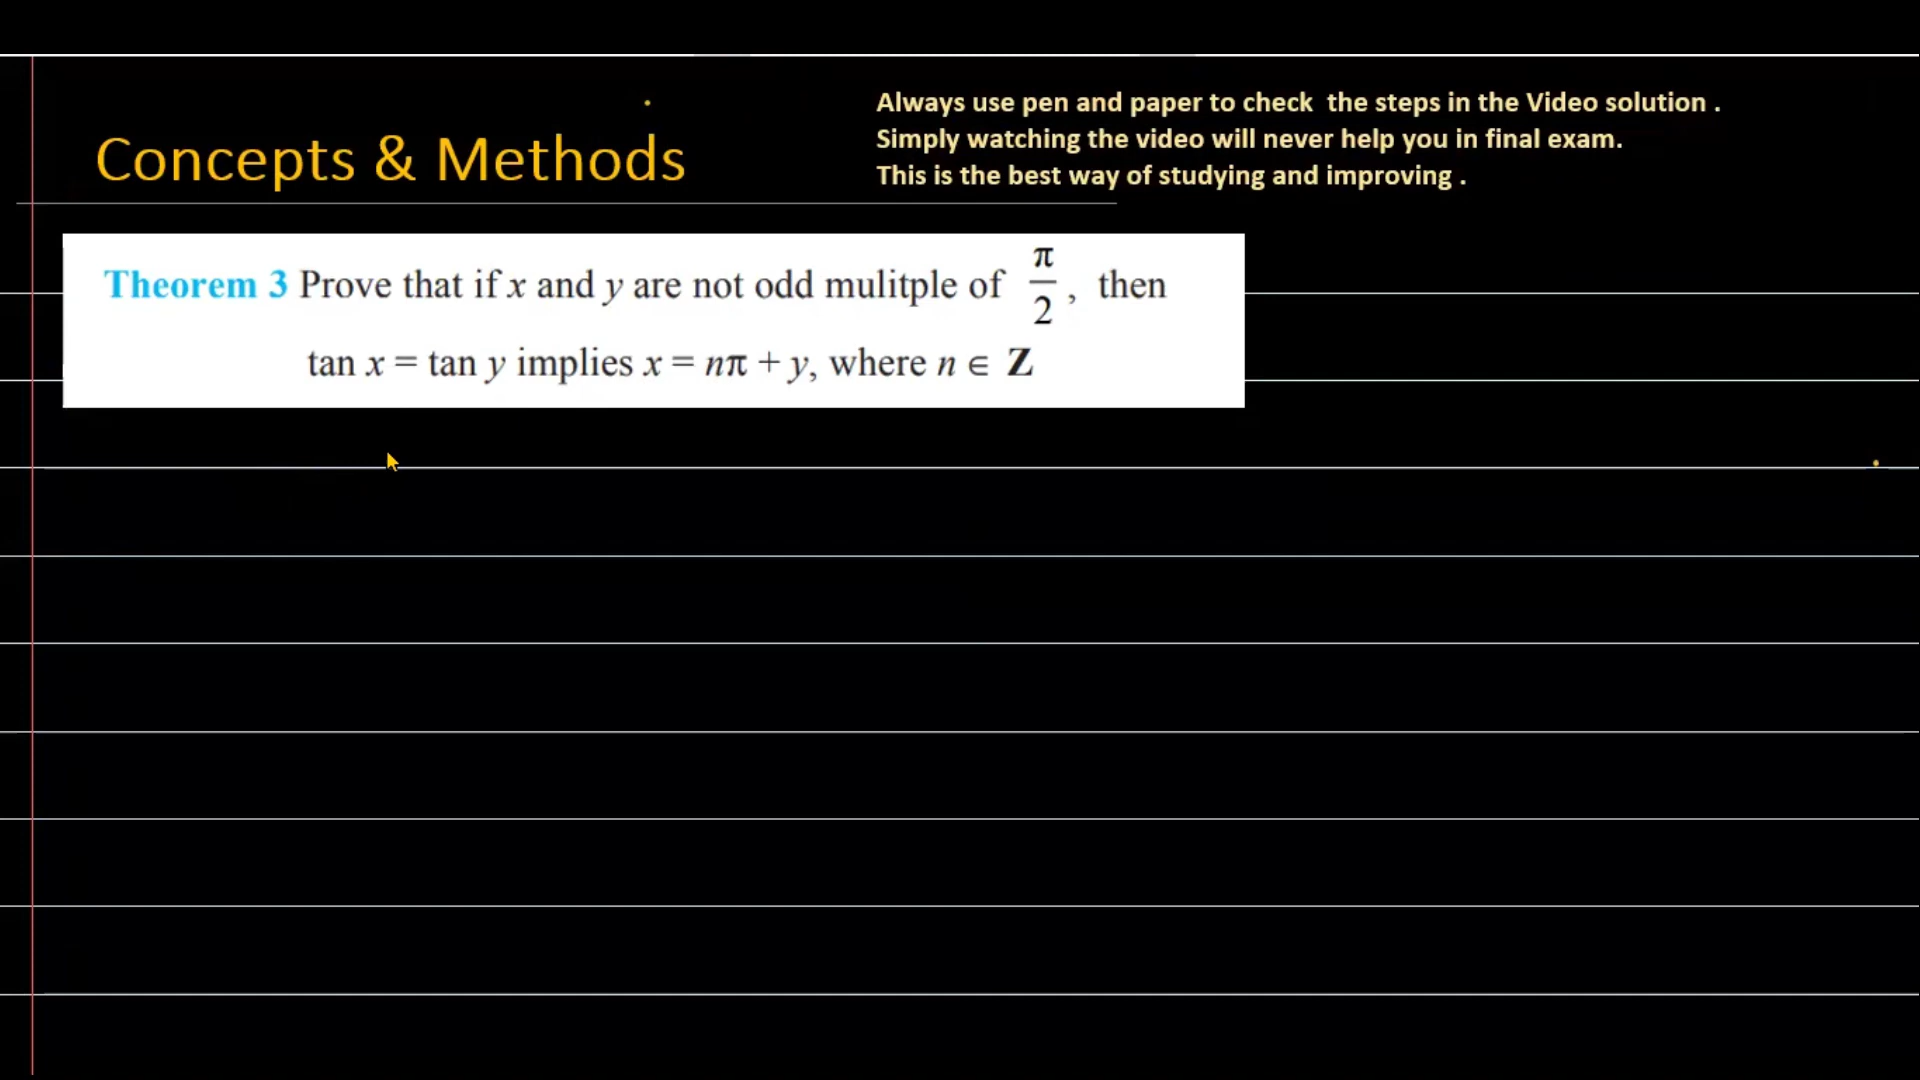 Always use pen and paper to check the steps in the Video solution .
Simply watching the video will never help you in final exam.
This is the best way of studying and improving .
Concepts & Methods
Theorem 3 Prove that if x and y are not odd mulitple of π/2, then
tan x = tan y implies x = nπ + y, where n ∈ Z